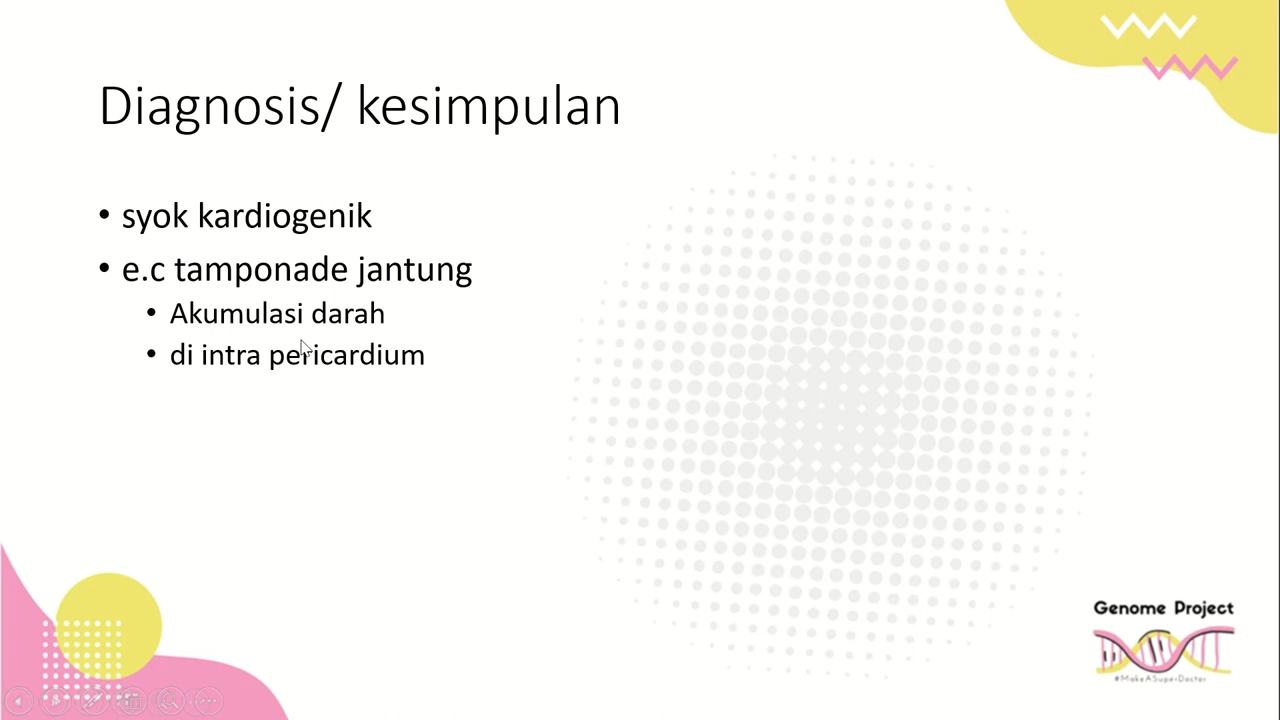 Diagnosis/ kesimpulan
• syok kardiogenik
• e.c tamponade jantung
• Akumulasi darah
• di intra pericardium
Genome Project
#MakeASuperDoctor